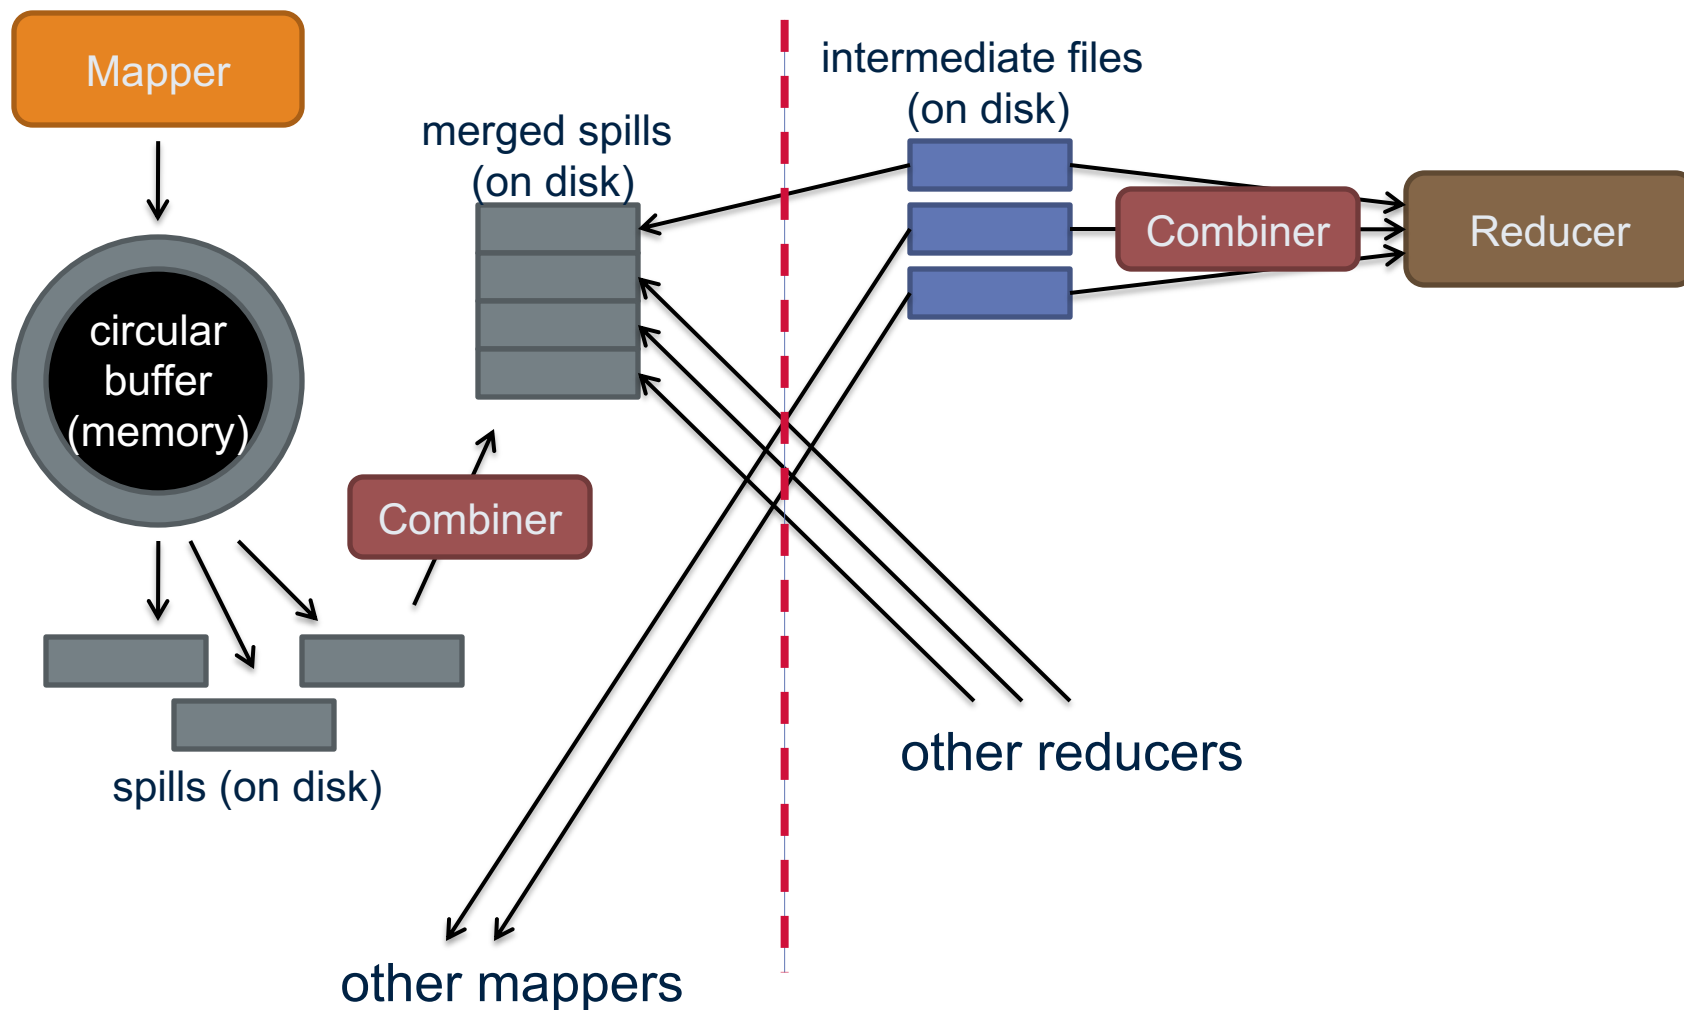 Mapper
circular
buffer
(memory)
spills (on disk)
Combiner
merged spills
(on disk)
other mappers
intermediate files
(on disk)
Combiner
Reducer
other reducers